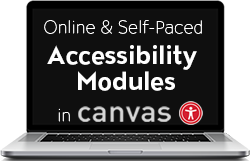 Online & Self-Paced
Accessibility
Modules
in canvas